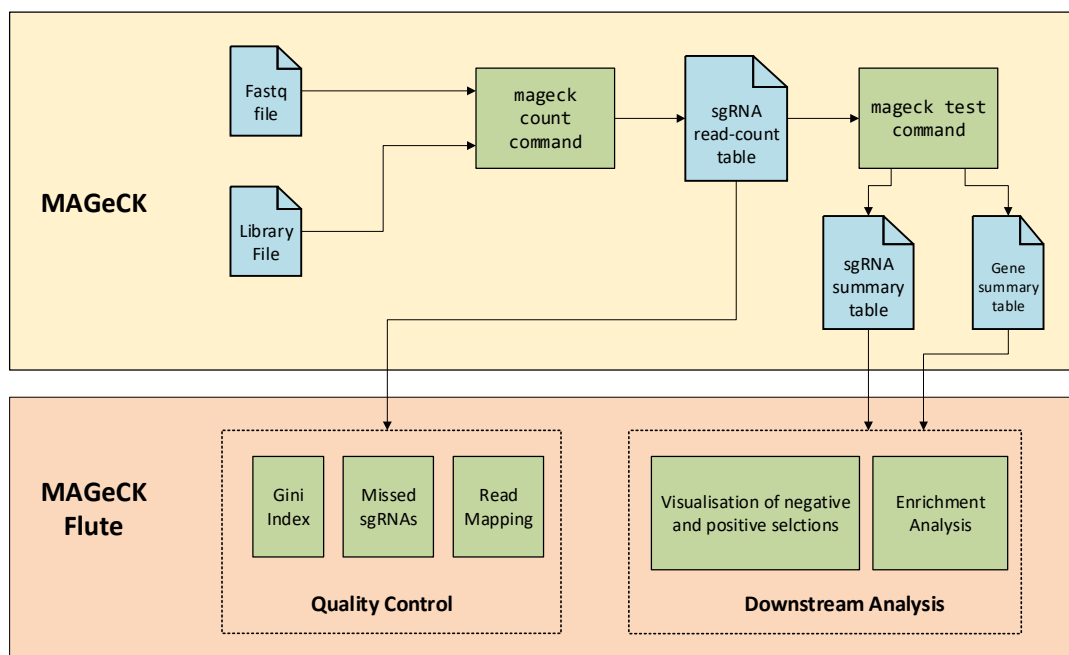 MAGeCK
Fastq
file
Library
File
mageck
count
command
sgRNA
read-count
table
mageck test
command
sgRNA
summary
table
Gene
summary
table
MAGeCK
Flute
Gini
Index
Missed
sgRNAs
Read
Mapping
Quality Control
Visualisation of negative
and positive selctions
Enrichment
Analysis
Downstream Analysis